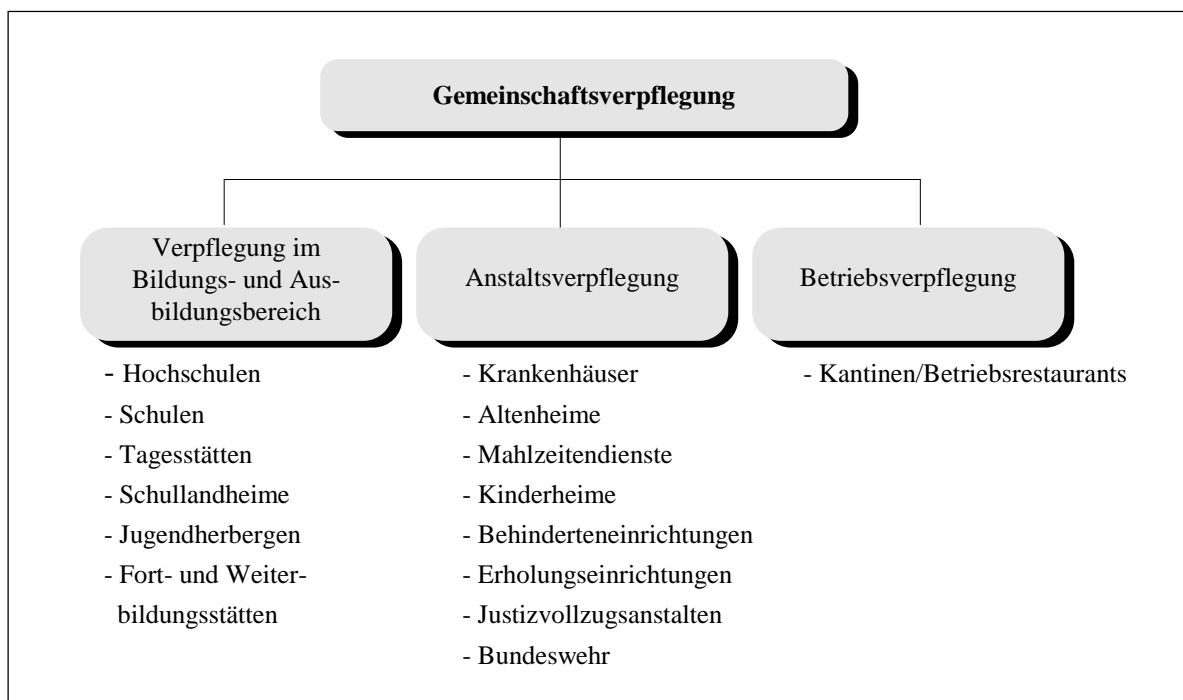 Gemeinschaftsverpflegung
Verpflegung im
Bildungs- und Aus-
bildungsbereich
- Hochschulen
- Schulen
- Tagesstätten
- Schullandheime
- Jugendherbergen
- Fort- und Weiter-
bildungsstätten
Anstaltsverpflegung
- Krankenhäuser
- Altenheime
- Mahlzeitendienste
- Kinderheime
- Behinderteneinrichtungen
- Erholungseinrichtungen
- Justizvollzugsanstalten
- Bundeswehr
Betriebsverpflegung
- Kantinen/Betriebsrestaurants